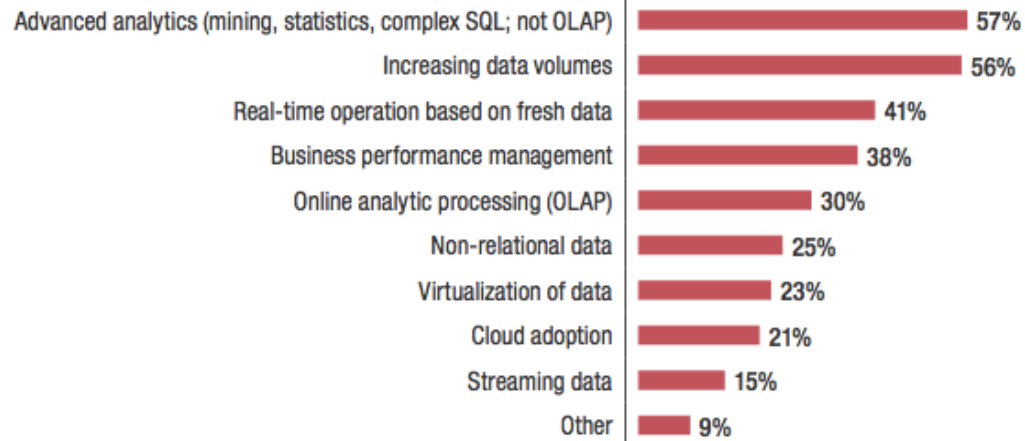 Advanced analytics (mining, statistics, complex SQL; not OLAP) 57%
Increasing data volumes 56%
Real-time operation based on fresh data 41%
Business performance management 38%
Online analytic processing (OLAP) 30%
Non-relational data 25%
Virtualization of data 23%
Cloud adoption 21%
Streaming data 15%
Other 9%